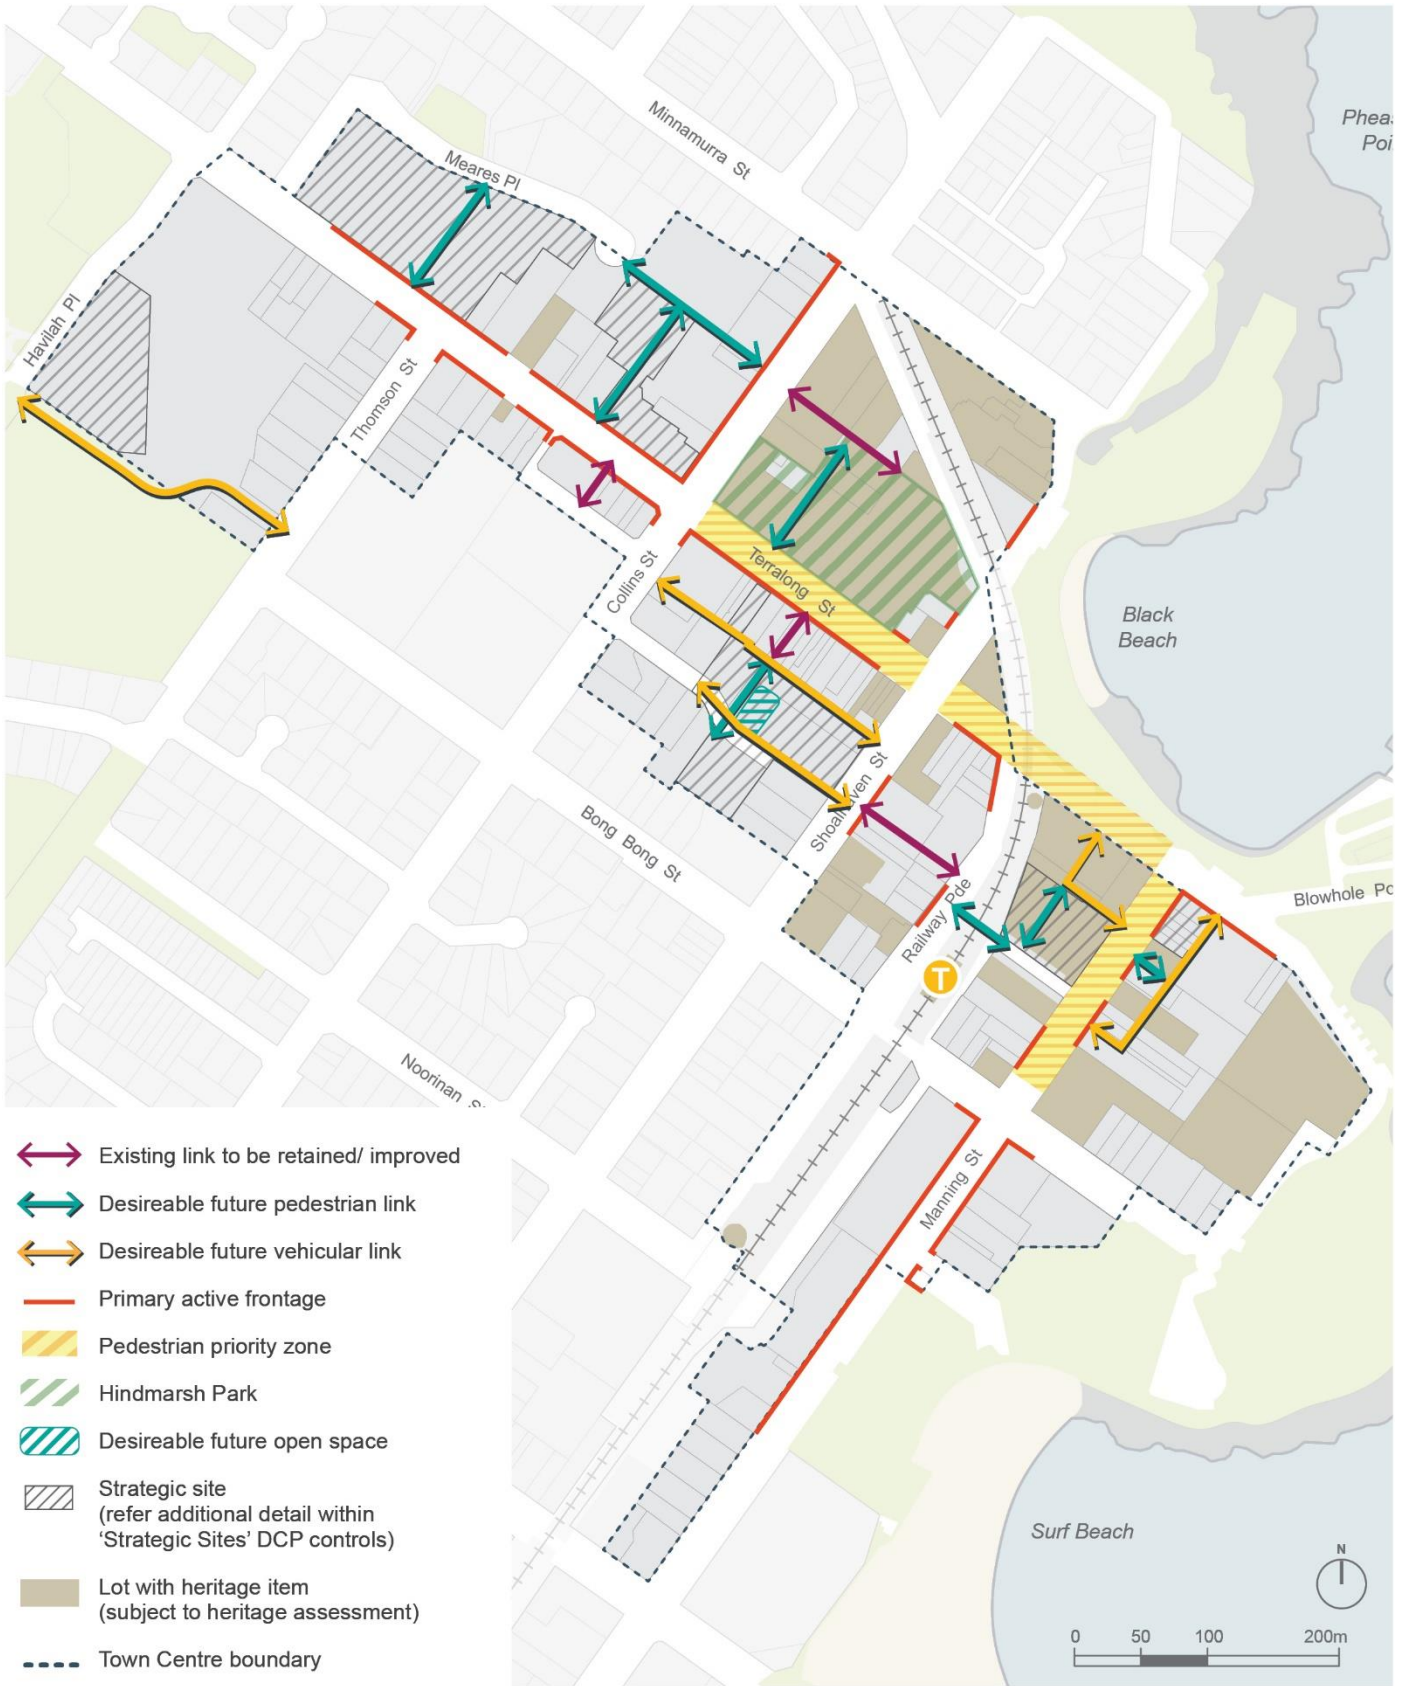 Minnamurra St
Pheas
Poi
Meares Pl
Havilah Pl
Thomson St
Terralong St
Collins St
Black
Beach
Shoalhaven St
Bong Bong St
Blowhole Po
Railway Pde
T
Noorinan S
Manning St
Existing link to be retained/ improved
Desireable future pedestrian link
Desireable future vehicular link
Primary active frontage
Pedestrian priority zone
Hindmarsh Park
Desireable future open space
Strategic site
(refer additional detail within
‘Strategic Sites’ DCP controls)
Lot with heritage item
(subject to heritage assessment)
Town Centre boundary
Surf Beach
N
0 50 100 200m